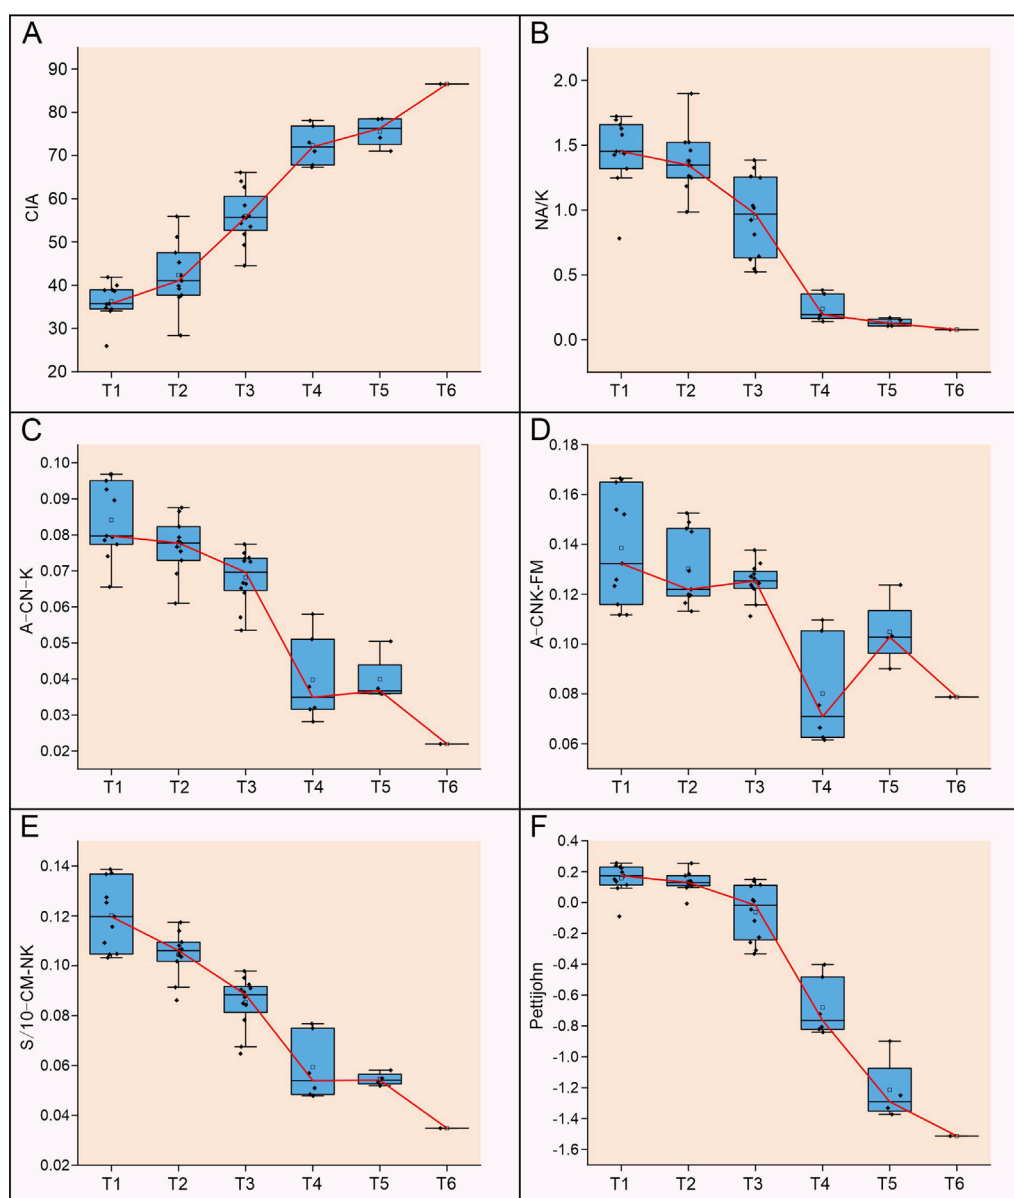 A
CIA
90
80
70
60
50
40
30
20
T1 T2 T3 T4 T5 T6
B
NA/K
2.0
1.5
1.0
0.5
0.0
T1 T2 T3 T4 T5 T6
C
A-CN-K
0.10
0.09
0.08
0.07
0.06
0.05
0.04
0.03
0.02
T1 T2 T3 T4 T5 T6
D
A-CNK-FM
0.18
0.16
0.14
0.12
0.10
0.08
0.06
T1 T2 T3 T4 T5 T6
E
S/10-CM-NK
0.14
0.12
0.10
0.08
0.06
0.04
0.02
T1 T2 T3 T4 T5 T6
F
Pettijohn
0.4
0.2
0.0
-1.2
-0.4
-0.6
-0.8
-1.0
-1.2
-1.4
-1.6
T1 T2 T3 T4 T5 T6